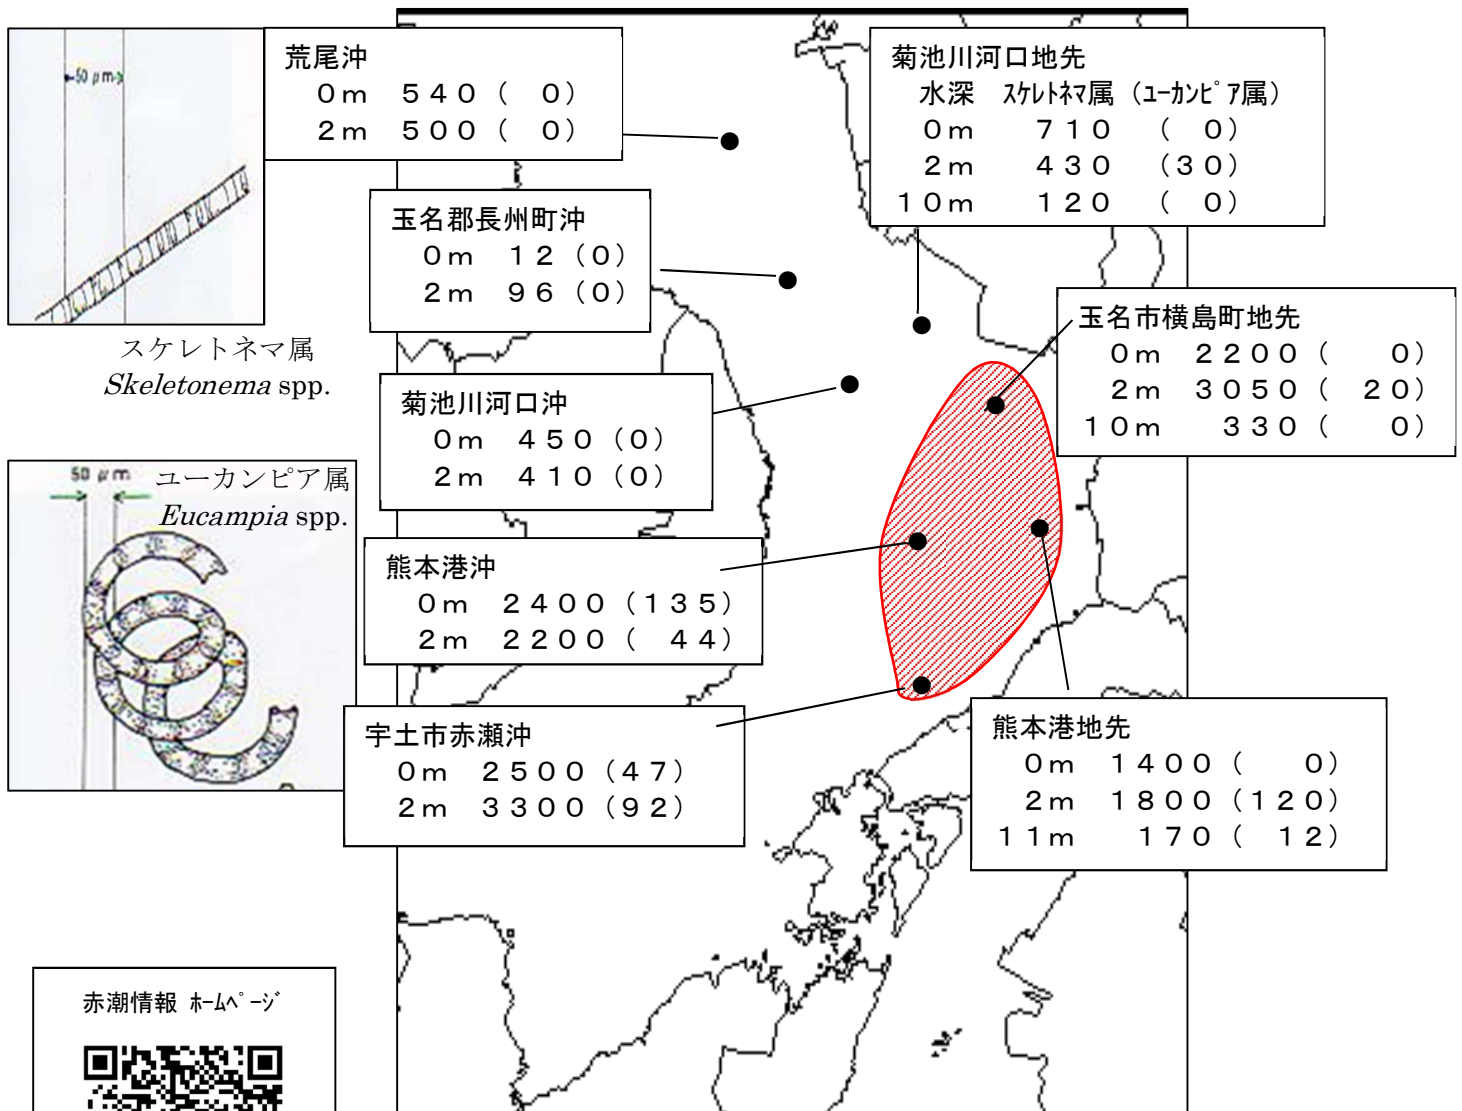 50 μm
スケレトネマ属
Skeletonema spp.
50 μm
ユーカンピア属
Eucampia spp.
荒尾沖
0m 540 ( 0)
2m 500 ( 0)
玉名郡長州町沖
0m 12 (0)
2m 96 (0)
菊池川河口沖
0m 450 (0)
2m 410 (0)
熊本港沖
0m 2400 (135)
2m 2200 ( 44)
宇土市赤瀬沖
0m 2500 (47)
2m 3300 (92)
菊池川河口地先
水深 スケレトネマ属 (ユーカンピア属)
0m 710 ( 0)
2m 430 (30)
10m 120 ( 0)
玉名市横島町地先
0m 2200 ( 0)
2m 3050 ( 20)
10m 330 ( 0)
熊本港地先
0m 1400 ( 0)
2m 1800 (120)
11m 170 ( 12)
赤潮情報 ホームページ